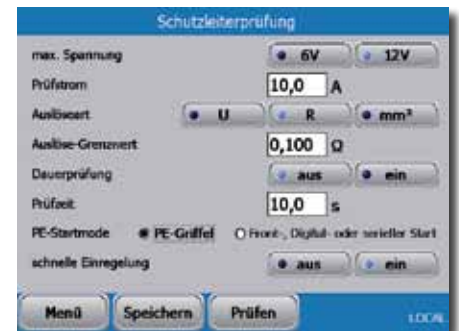 Schutzleiterprüfung
max. Spannung 6V 12V
Prüfstrom 10,0 A
Auslöseart U R mm²
Auslöse-Grenzwert 0,100 Ω
Dauerprüfung aus ein
Prüfzeit 10,0 s
PE-Startmode PE-Griffel Front-, Digital- oder serieller Start
schnelle Einregelung aus ein
Menü Speichern Prüfen LOCAL